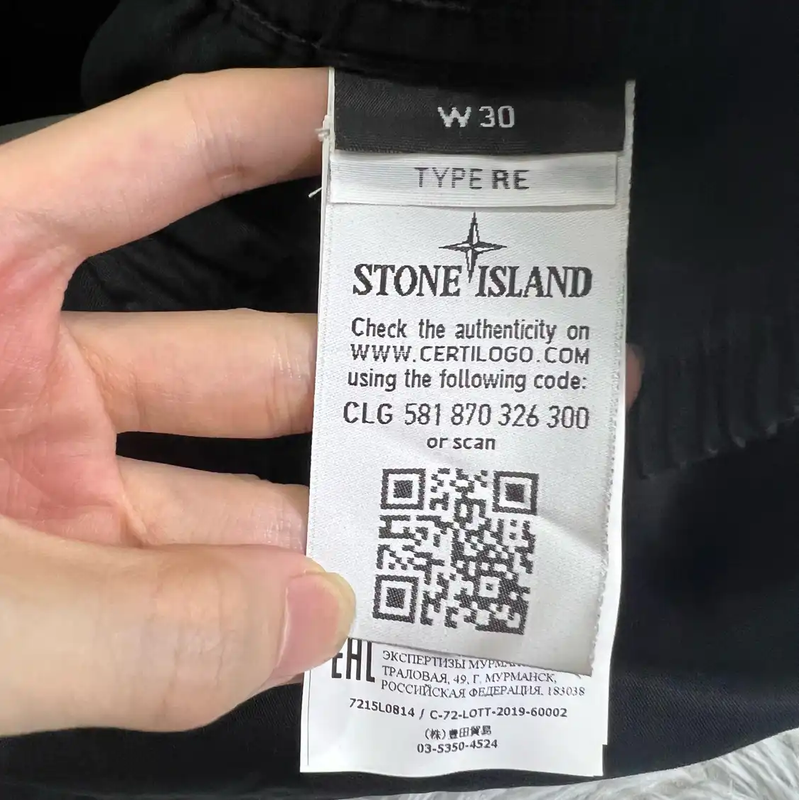 W 30
TYPE RE
STONE ISLAND
Check the authenticity on
WWW.CERTILOGO.COM
using the following code:
CLG 581 870 326 300
or scan
EAC
ЭКСПЕРТИЗЫ
ТРАЛОВАЯ, 49, Г. МУРМАНСК,
РОССИЙСКАЯ ФЕДЕРАЦИЯ, 183038
7215L0814 / C-72-LOTT-2019-60002
(株)豊田貿易
03-5350-4524